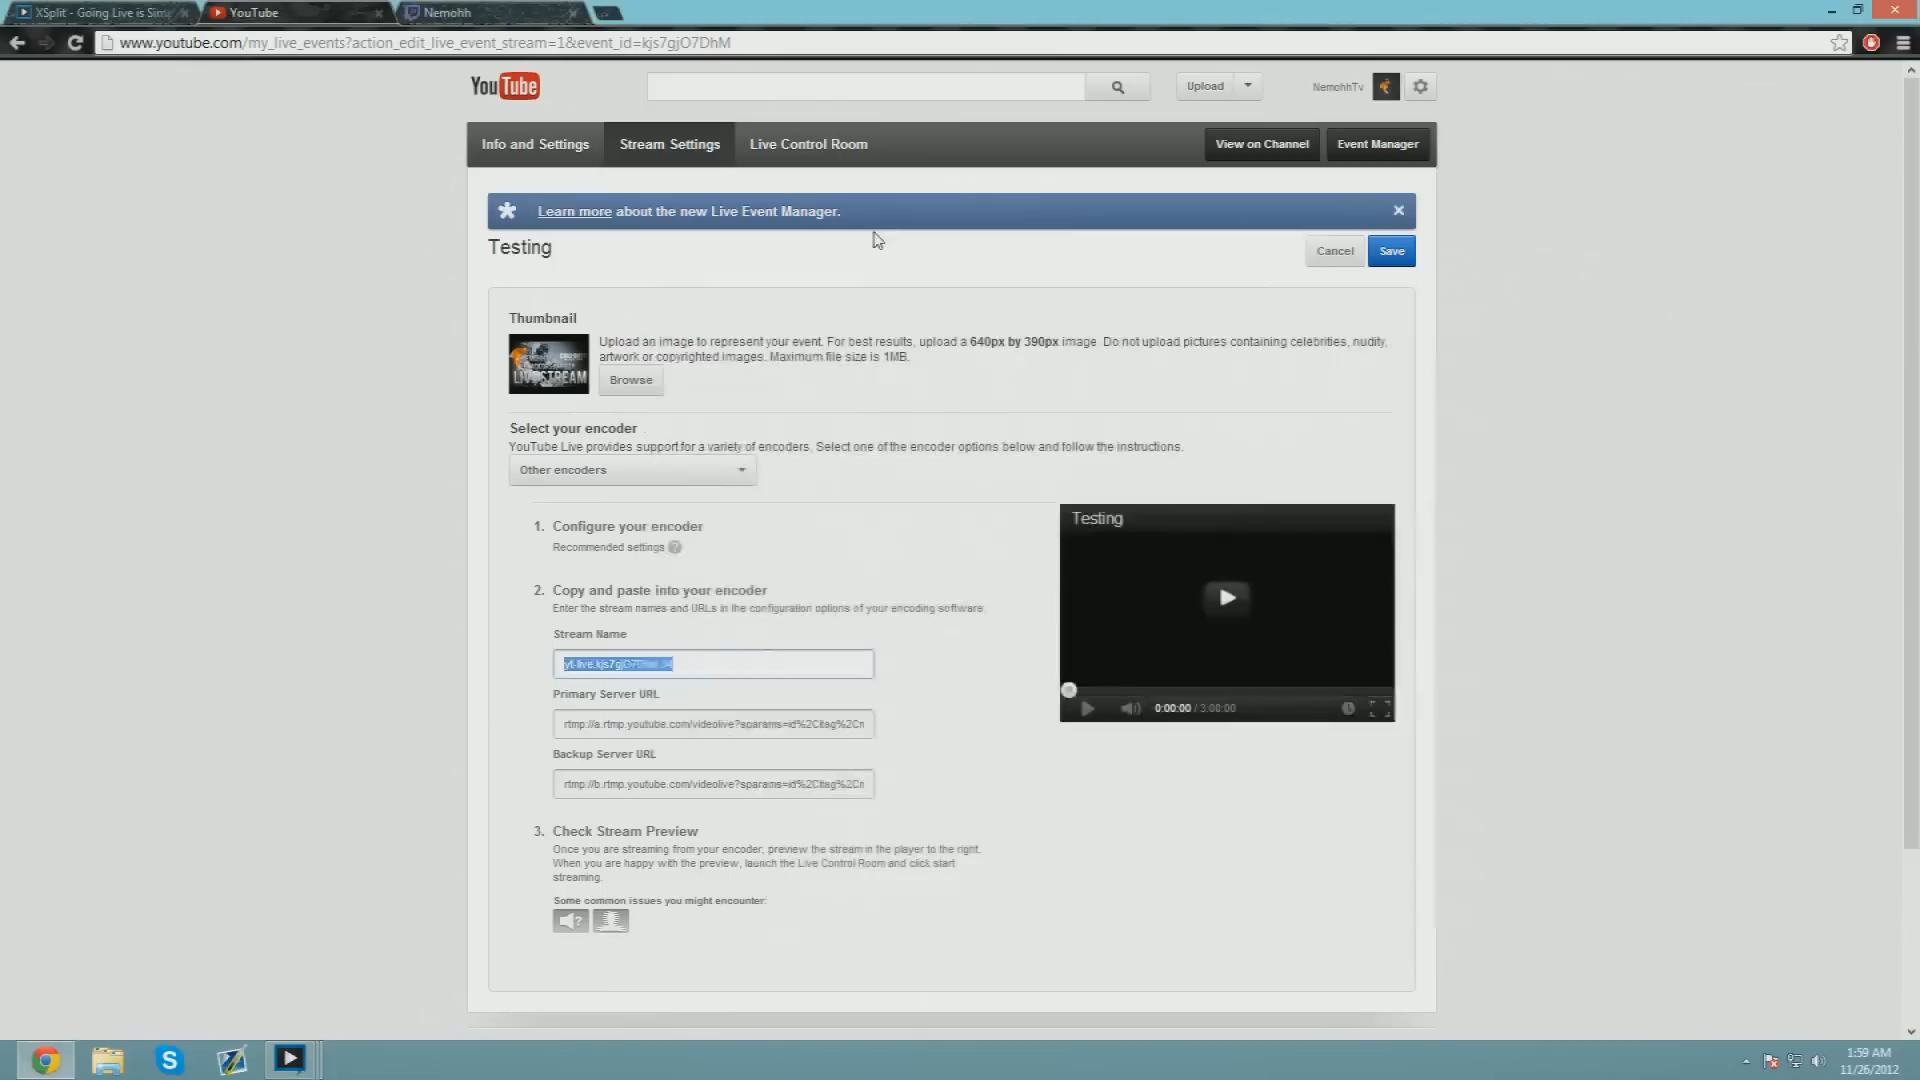 XSplit - Going Live is Sim
YouTube
Nemohh
www.youtube.com/my_live_events?action_edit_live_event_stream=1&event_id=kjs7gjO7DhM
YouTube
Upload
NemohhTv
Info and Settings
Stream Settings
Live Control Room
View on Channel
Event Manager
Learn more about the new Live Event Manager.
Testing
Cancel
Save
Thumbnail
Upload an image to represent your event. For best results, upload a 640px by 390px image. Do not upload pictures containing celebrities, nudity,
artwork or copyrighted images. Maximum file size is 1MB.
LIVESTREAM
Browse
Select your encoder
YouTube Live provides support for a variety of encoders. Select one of the encoder options below and follow the instructions.
Other encoders
1. Configure your encoder
Recommended settings ?
2. Copy and paste into your encoder
Enter the stream names and URLs in the configuration options of your encoding software
Stream Name
Primary Server URL
rtmp://a.rtmp.youtube.com/videolive?sparams=id%2Citag%2Cn
Backup Server URL
rtmp://b.rtmp.youtube.com/videolive?sparams=id%2Citag%2Cn
3. Check Stream Preview
Once you are streaming from your encoder, preview the stream in the player to the right.
When you are happy with the preview, launch the Live Control Room and click start
streaming.
Some common issues you might encounter:
?
Testing
0:00:00 / 3:00:00
1:59 AM
11/26/2012